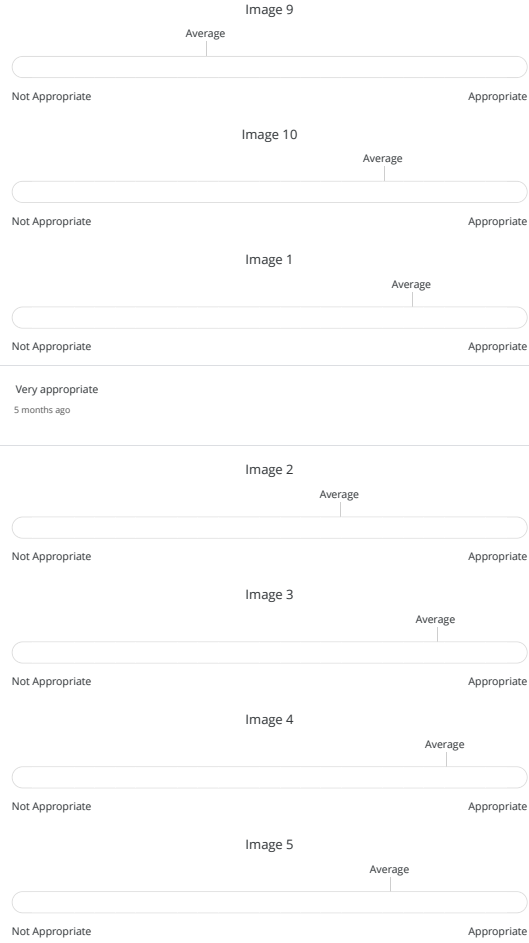 Image 9
Average
Not Appropriate Appropriate
Image 10
Average
Not Appropriate Appropriate
Image 1
Average
Not Appropriate Appropriate
Very appropriate
5 months ago
Image 2
Average
Not Appropriate Appropriate
Image 3
Average
Not Appropriate Appropriate
Image 4
Average
Not Appropriate Appropriate
Image 5
Average
Not Appropriate Appropriate